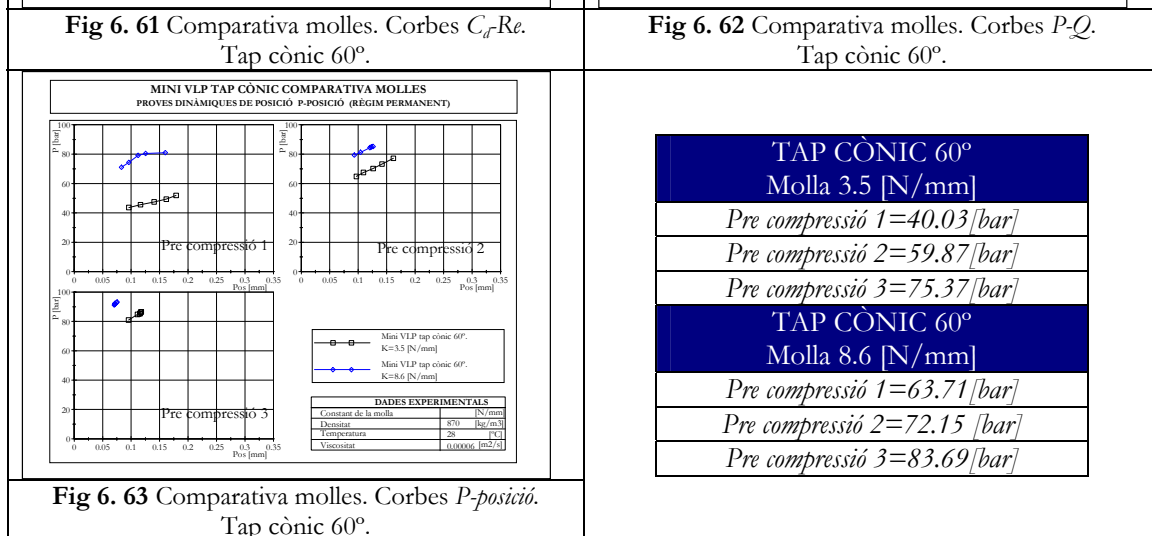 Fig 6. 61 Comparativa molles. Corbes Cd-Re.
Tap cònic 60º.
Fig 6. 62 Comparativa molles. Corbes P-Q.
Tap cònic 60º.
MINI VLP TAP CÒNIC COMPARATIVA MOLLES
PROVES DINÀMIQUES DE POSICIÓ P-POSICIÓ (RÈGIM PERMANENT)
P [bar]
100
80
60
40
20
0
0 0.05 0.1 0.15 0.2 0.25 0.3 0.35
Pos [mm]
Pre compressió 1
P [bar]
100
80
60
40
20
0
0 0.05 0.1 0.15 0.2 0.25 0.3 0.35
Pos [mm]
Pre compressió 2
P [bar]
100
80
60
40
20
0
0 0.05 0.1 0.15 0.2 0.25 0.3 0.35
Pos [mm]
Pre compressió 3
Mini VLP tap cònic 60º.
K=3.5 [N/mm]
Mini VLP tap cònic 60º.
K=8.6 [N/mm]
DADES EXPERIMENTALS
Constant de la molla [N/mm]
Densitat 870 [kg/m3]
Temperatura 28 [ºC]
Viscositat 0.00006 [m2/s]
Fig 6. 63 Comparativa molles. Corbes P-posició.
Tap cònic 60º.
TAP CÒNIC 60º
Molla 3.5 [N/mm]
Pre compressió 1=40.03[bar]
Pre compressió 2=59.87[bar]
Pre compressió 3=75.37[bar]
TAP CÒNIC 60º
Molla 8.6 [N/mm]
Pre compressió 1=63.71[bar]
Pre compressió 2=72.15 [bar]
Pre compressió 3=83.69[bar]